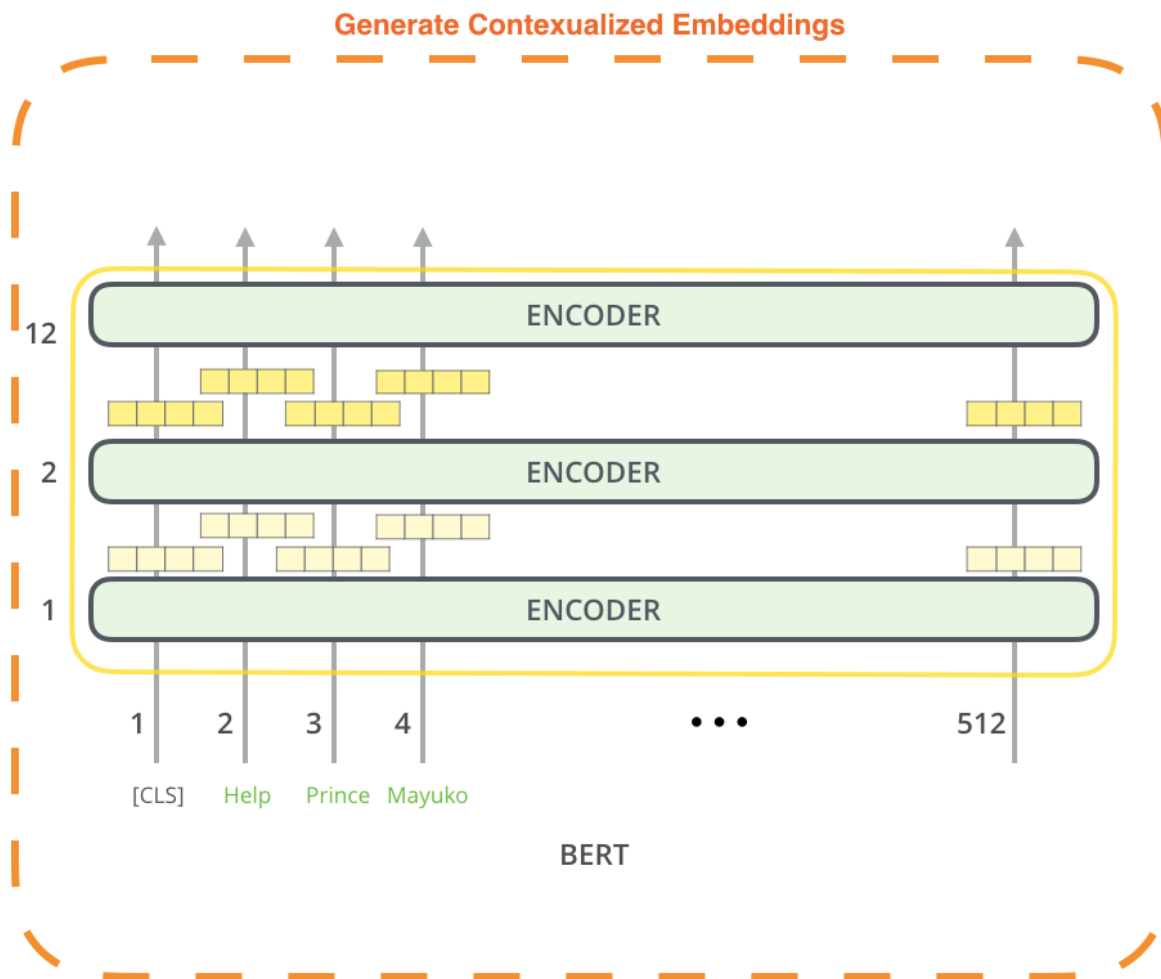 Generate Contexualized Embeddings
12 ENCODER
2 ENCODER
1 ENCODER
1 2 3 4 ••• 512
[CLS] Help Prince Mayuko
BERT